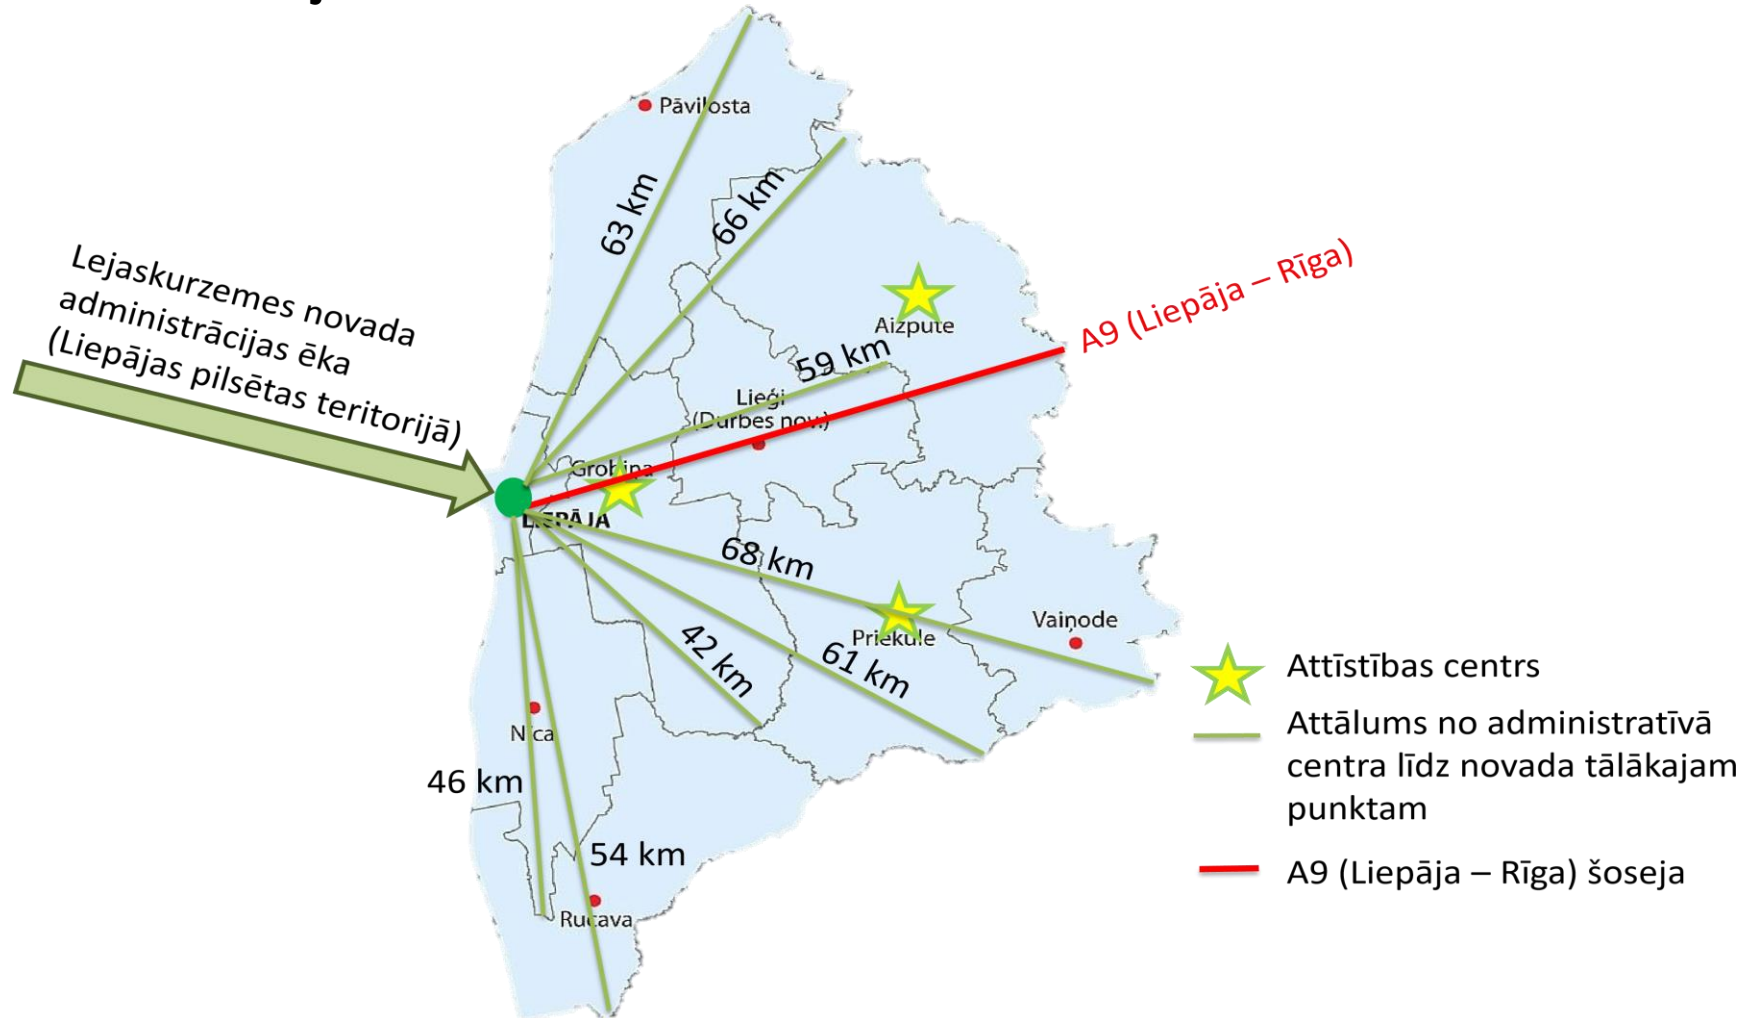 Pāvilosta
63 km
66 km
Lejaskurzemes novada
administrācijas ēka
(Liepājas pilsētas teritorijā)
A9 (Liepāja – Rīga)
Aizpute
59 km
Lieģi
(Durbes nov.)
Grobiņa
LIEPĀJA
68 km
Vaiņode
Priekule
42 km
61 km
Nīca
46 km
54 km
Rucava
Attīstības centrs
Attālums no administratīvā
centra līdz novada tālākajam
punktam
A9 (Liepāja – Rīga) šoseja